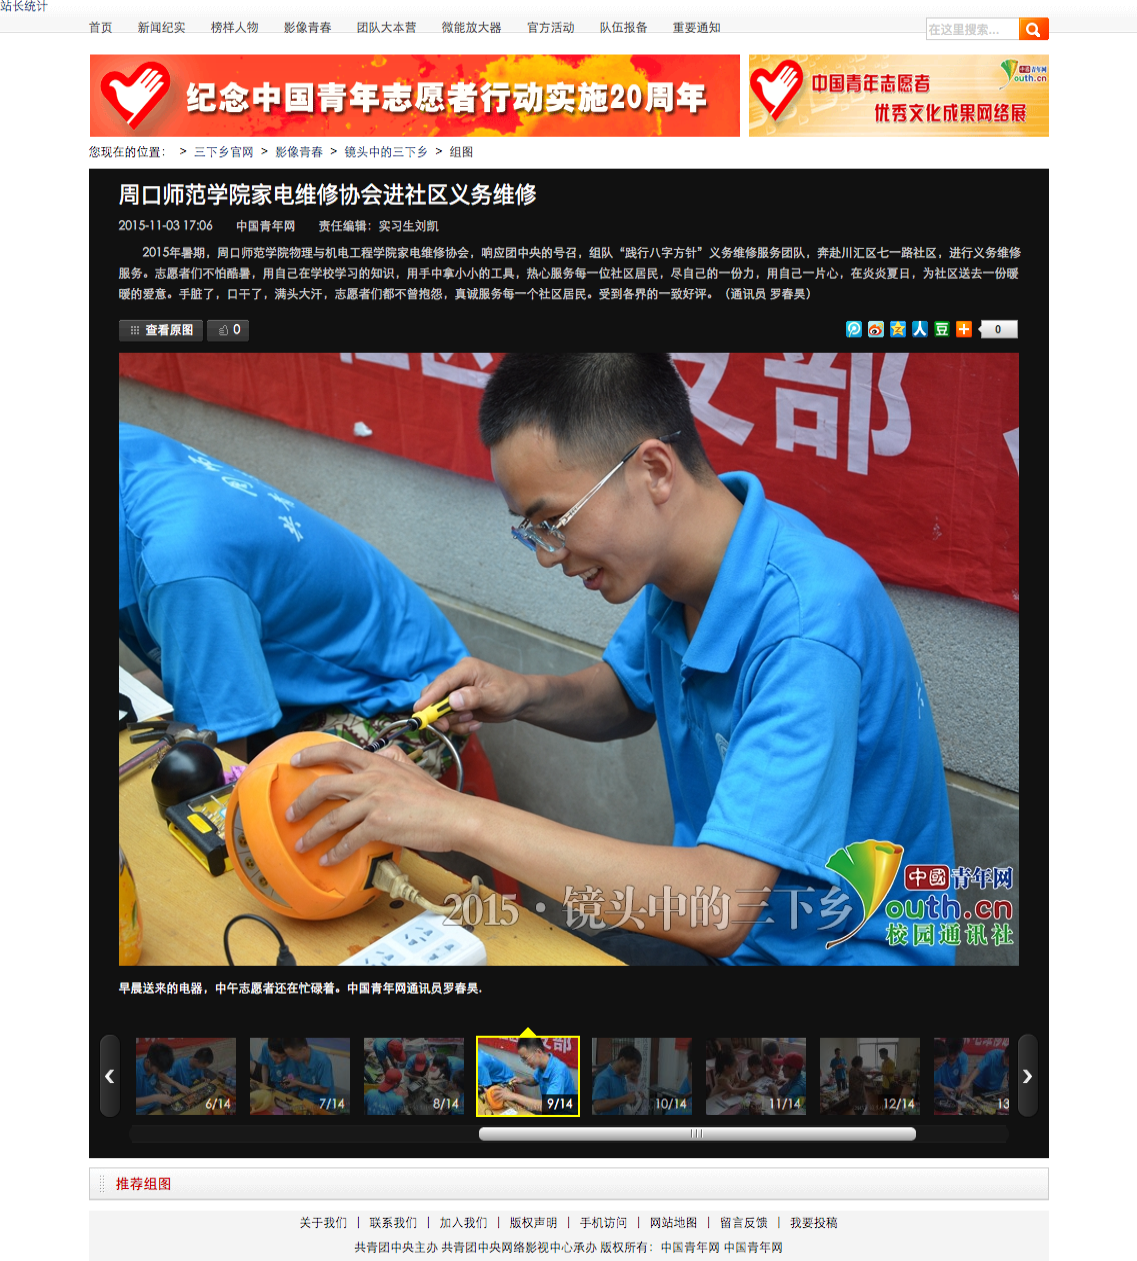 站长统计
首页 新闻纪实 榜样人物 影像青春 团队大本营 微能放大器 官方活动 队伍报备 重要通知
在这里搜索...
纪念中国青年志愿者行动实施20周年
中国青年志愿者
优秀文化成果网络展
中国青年网
youth.cn
您现在的位置： > 三下乡官网 > 影像青春 > 镜头中的三下乡 > 组图
周口师范学院家电维修协会进社区义务维修
2015-11-03 17:06 中国青年网 责任编辑：实习生刘凯
2015年暑期，周口师范学院物理与机电工程学院家电维修协会，响应团中央的号召，组队“践行八字方针”义务维修服务团队，奔赴川汇区七一路社区，进行义务维修
服务。志愿者们不怕酷暑，用自己在学校学习的知识，用手中拿小小的工具，热心服务每一位社区居民，尽自己的一份力，用自己一片心，在炎炎夏日，为社区送去一份暖
暖的爱意。手脏了，口干了，满头大汗，志愿者们都不曾抱怨，真诚服务每一个社区居民。受到各界的一致好评。（通讯员 罗春昊）
查看原图 0
0
部
2015·镜头中的三下乡
中國青年网
youth.cn
校园通讯社
早晨送来的电器，中午志愿者还在忙碌着。中国青年网通讯员罗春昊.
6/14 7/14 8/14 9/14 10/14 11/14 12/14 13
推荐组图
关于我们 | 联系我们 | 加入我们 | 版权声明 | 手机访问 | 网站地图 | 留言反馈 | 我要投稿
共青团中央主办 共青团中央网络影视中心承办 版权所有：中国青年网 中国青年网